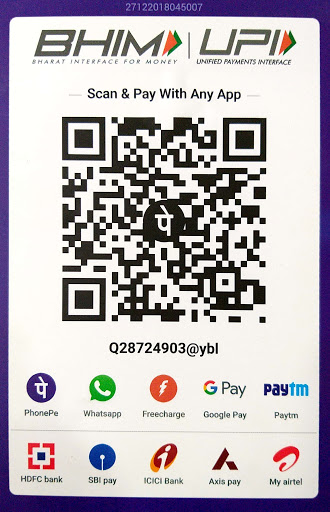 27122018045007
BHIM UPI
BHARAT INTERFACE FOR MONEY UNIFIED PAYMENTS INTERFACE
Scan & Pay With Any App
पे
Q28724903@ybl
पे G Pay paytm
PhonePe Whatsapp Freecharge Google Pay Paytm
HDFC bank SBI pay ICICI Bank Axis pay My airtel